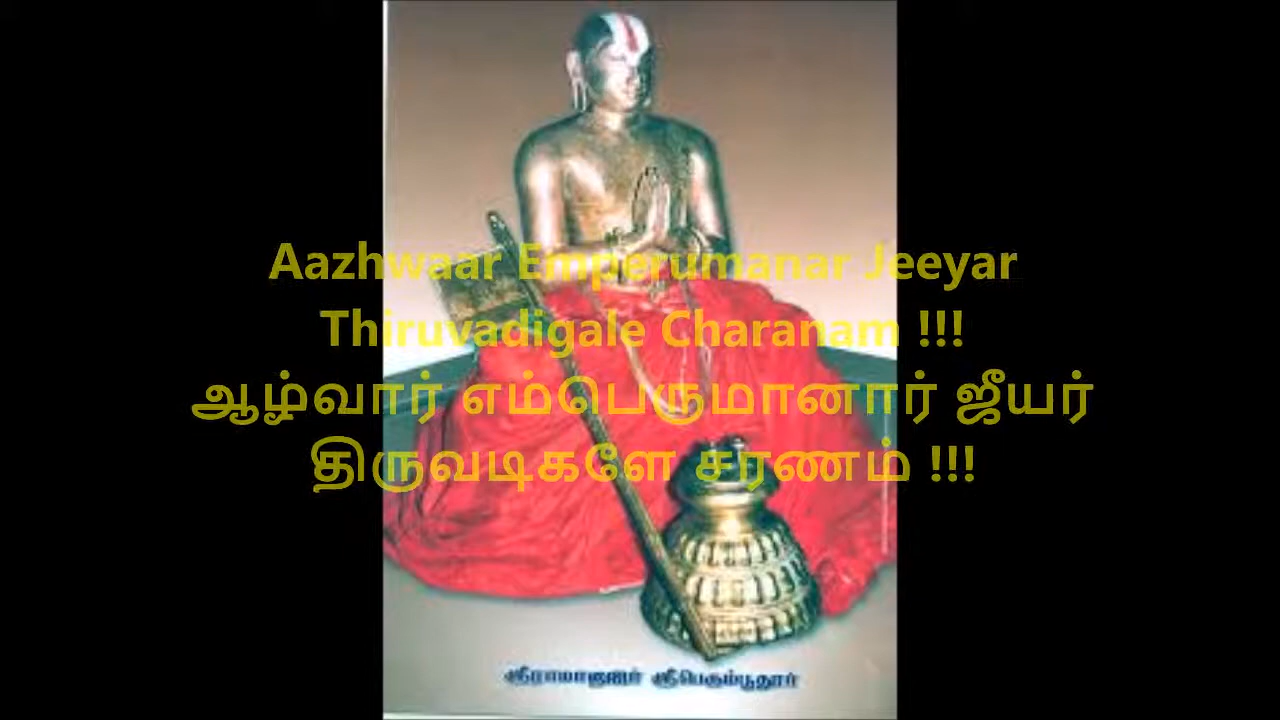 Aazhwaar Emperumanar Jeeyar
Thiruvadigale Charanam !!!
ஆழ்வார் எம்பெருமானார் ஜீயர்
திருவடிகளே சரணம் !!!
ஸ்ரீராமானுஜர் ஸ்ரீபெரும்பூதூர்